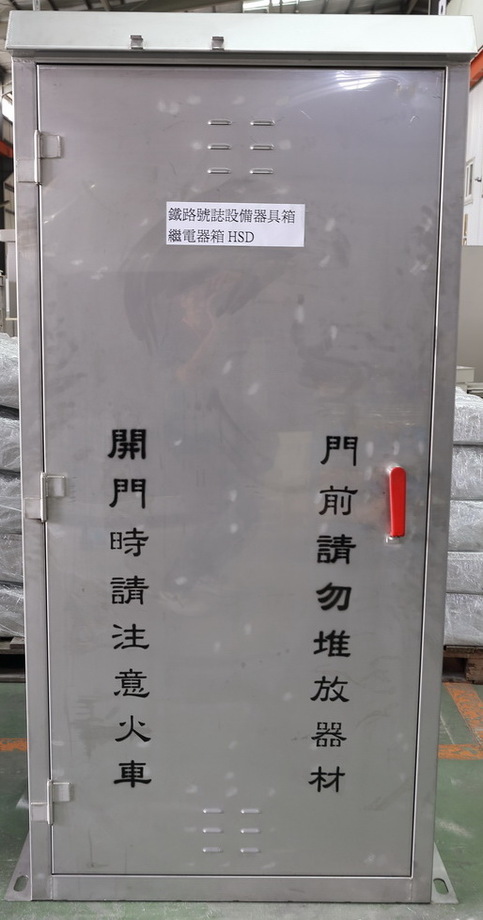 鐵路號誌設備器具箱
繼電器箱 HSD
門前請勿堆放器材
開門時請注意火車